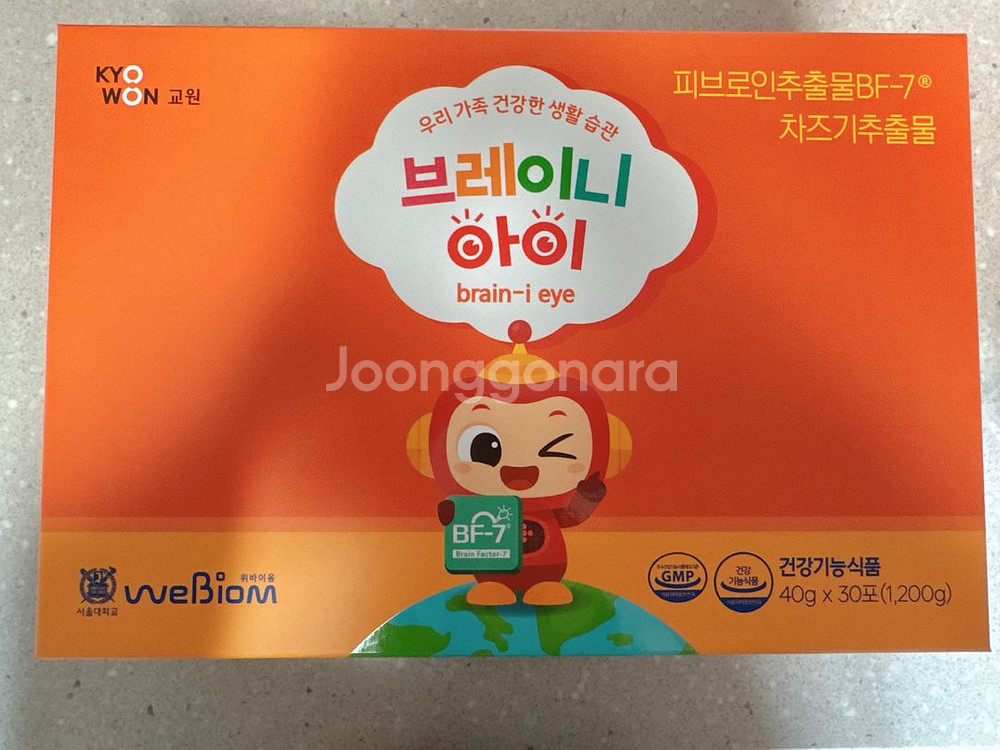 KYO
WON 교원
우리 가족 건강한 생활 습관
브레이니
아이
brain-i eye
피브로인추출물BF-7®
차즈기추출물
Joonggonara
BF-7®
Brain Factor-7
서울대학교
위바이옴
weBiom
GMP
건강
기능식품
건강기능식품
40g x 30포(1,200g)